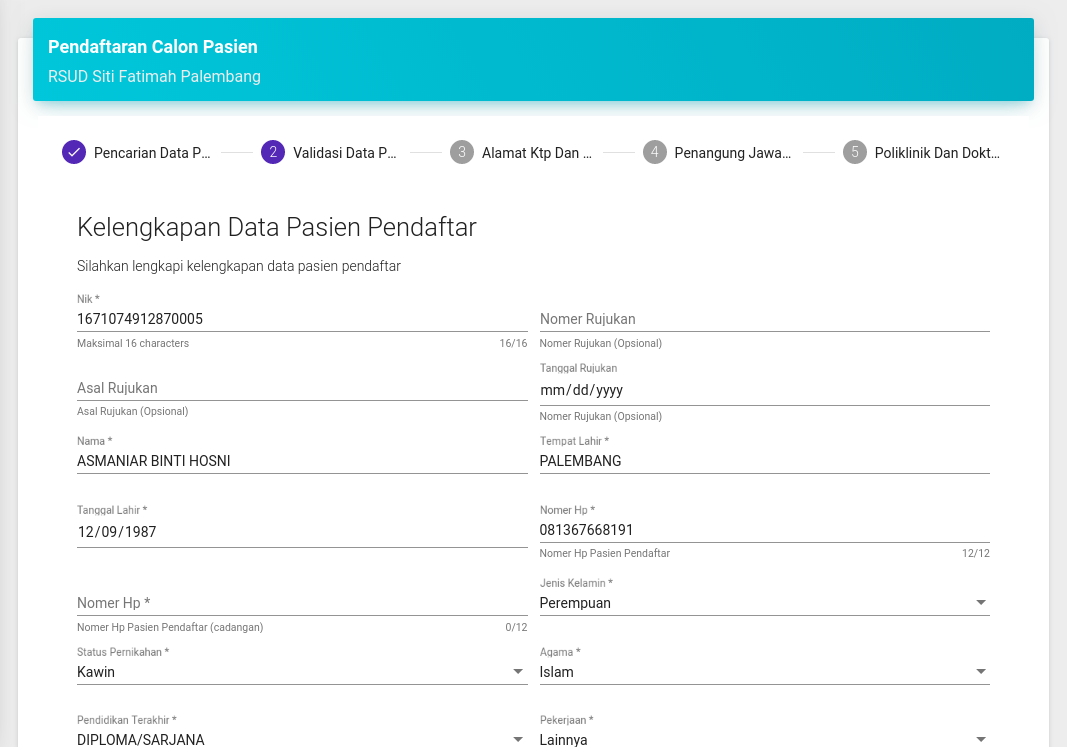 Pendaftaran Calon Pasien
RSUD Siti Fatimah Palembang
Pencarian Data P...
2 Validasi Data P...
3 Alamat Ktp Dan ...
4 Penangung Jawa...
5 Poliklinik Dan Dokt...
Kelengkapan Data Pasien Pendaftar
Silahkan lengkapi kelengkapan data pasien pendaftar
Nik *
1671074912870005
Maksimal 16 characters 16/16
Nomer Rujukan
Nomer Rujukan (Opsional)
Asal Rujukan
Asal Rujukan (Opsional)
Tanggal Rujukan
mm/dd/yyyy
Nomer Rujukan (Opsional)
Nama *
ASMANIAR BINTI HOSNI
Tempat Lahir *
PALEMBANG
Tanggal Lahir *
12/09/1987
Nomer Hp *
081367668191
Nomer Hp Pasien Pendaftar 12/12
Nomer Hp *
Nomer Hp Pasien Pendaftar (cadangan) 0/12
Jenis Kelamin *
Perempuan
Status Pernikahan *
Kawin
Agama *
Islam
Pendidikan Terakhir *
DIPLOMA/SARJANA
Pekerjaan *
Lainnya